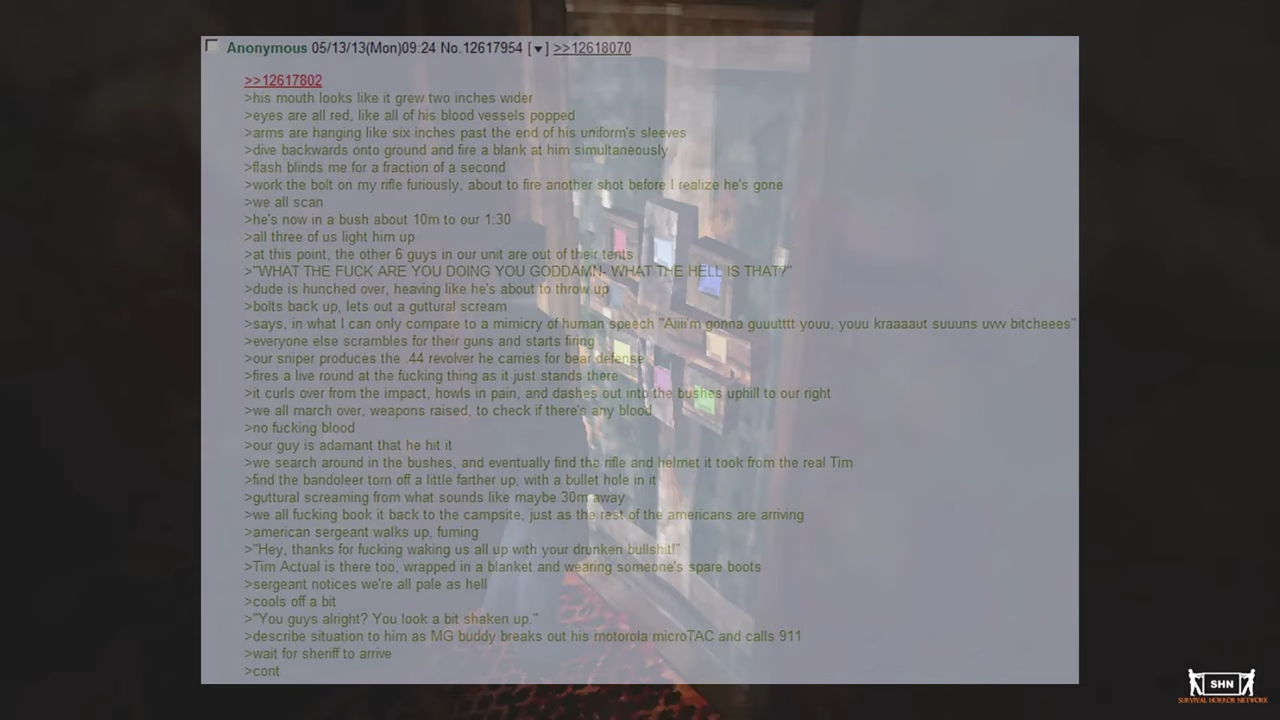 Anonymous 05/13/13(Mon)09:24 No.12617954 [▼] >>12618070
>>12617802
>his mouth looks like it grew two inches wider
>eyes are all red, like all of his blood vessels popped
>arms are hanging like six inches past the end of his uniform's sleeves
>dive backwards onto ground and fire a blank at him simultaneously
>flash blinds me for a fraction of a second
>work the bolt on my rifle furiously, about to fire another shot before I realize he's gone
>we all scan
>he's now in a bush about 10m to our 1:30
>all three of us light him up
>at this point, the other 6 guys in our unit are out of their tents
>"WHAT THE FUCK ARE YOU DOING YOU GODDAMN- WHAT THE HELL IS THAT?"
>dude is hunched over, heaving like he's about to throw up
>bolts back up, lets out a guttural scream
>says, in what I can only compare to a mimicry of human speech "Aiiii'm gonna guuutttt youu, youu kraaaaut suuuns uvv bitcheees"
>everyone else scrambles for their guns and starts firing
>our sniper produces the .44 revolver he carries for bear defense
>fires a live round at the fucking thing as it just stands there
>it curls over from the impact, howls in pain, and dashes out into the bushes uphill to our right
>we all march over, weapons raised, to check if there's any blood
>no fucking blood
>our guy is adamant that he hit it
>we search around in the bushes, and eventually find the rifle and helmet it took from the real Tim
>find the bandoleer torn off a little farther up, with a bullet hole in it
>guttural screaming from what sounds like maybe 30m away
>we all fucking book it back to the campsite, just as the rest of the americans are arriving
>american sergeant walks up, fuming
>"Hey, thanks for fucking waking us all up with your drunken bullshit!"
>Tim Actual is there too, wrapped in a blanket and wearing someone's spare boots
>sergeant notices we're all pale as hell
>cools off a bit
>"You guys alright? You look a bit shaken up."
>describe situation to him as MG buddy breaks out his motorola microTAC and calls 911
>wait for sheriff to arrive
>cont
SHN
SURVIVAL HORROR NETWORK